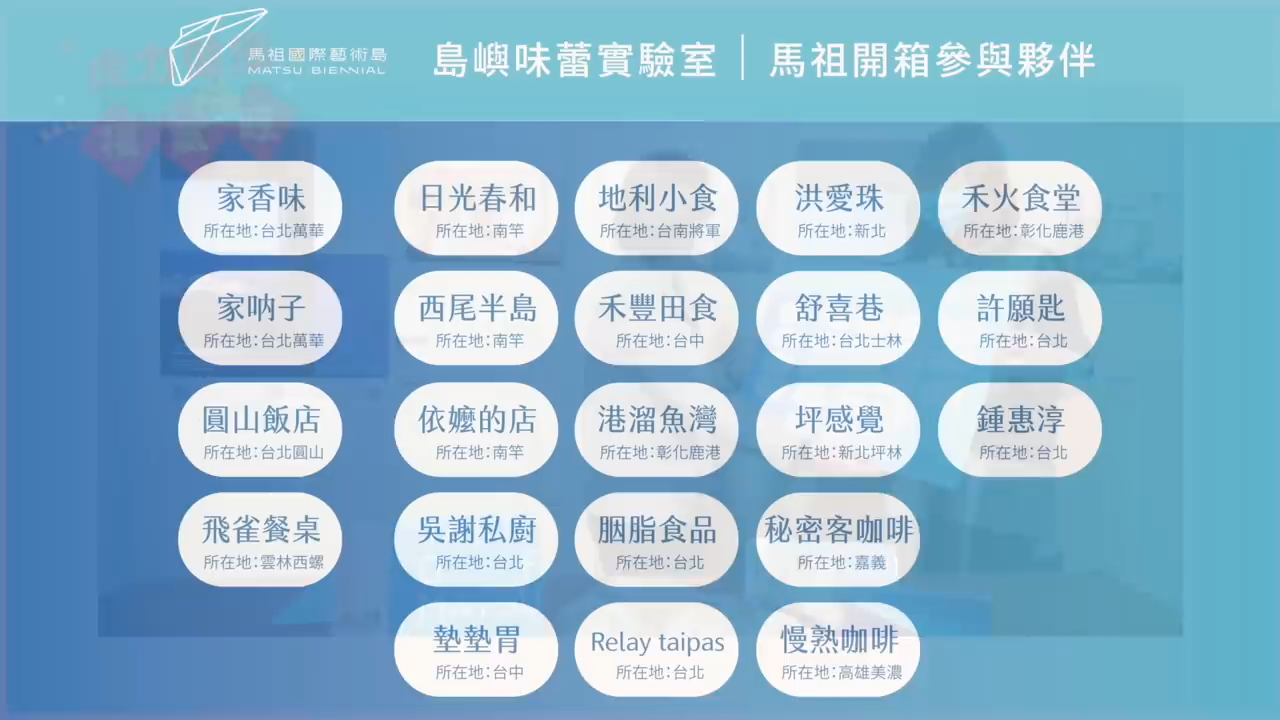 馬祖國際藝術島
MATSU BIENNIAL
島嶼味蕾實驗室｜馬祖開箱參與夥伴
家香味
所在地：台北萬華
日光春和
所在地：南竿
地利小食
所在地：台南將軍
洪愛珠
所在地：新北
禾火食堂
所在地：彰化鹿港
家吶子
所在地：台北萬華
西尾半島
所在地：南竿
禾豐田食
所在地：台中
舒喜巷
所在地：台北士林
許願匙
所在地：台北
圓山飯店
所在地：台北圓山
依嬤的店
所在地：南竿
港溜魚灣
所在地：彰化鹿港
坪感覺
所在地：新北坪林
鍾惠淳
所在地：台北
飛雀餐桌
所在地：雲林西螺
吳謝私廚
所在地：台北
胭脂食品
所在地：台北
秘密客咖啡
所在地：嘉義
墊墊胃
所在地：台中
Relay taipas
所在地：台北
慢熟咖啡
所在地：高雄美濃